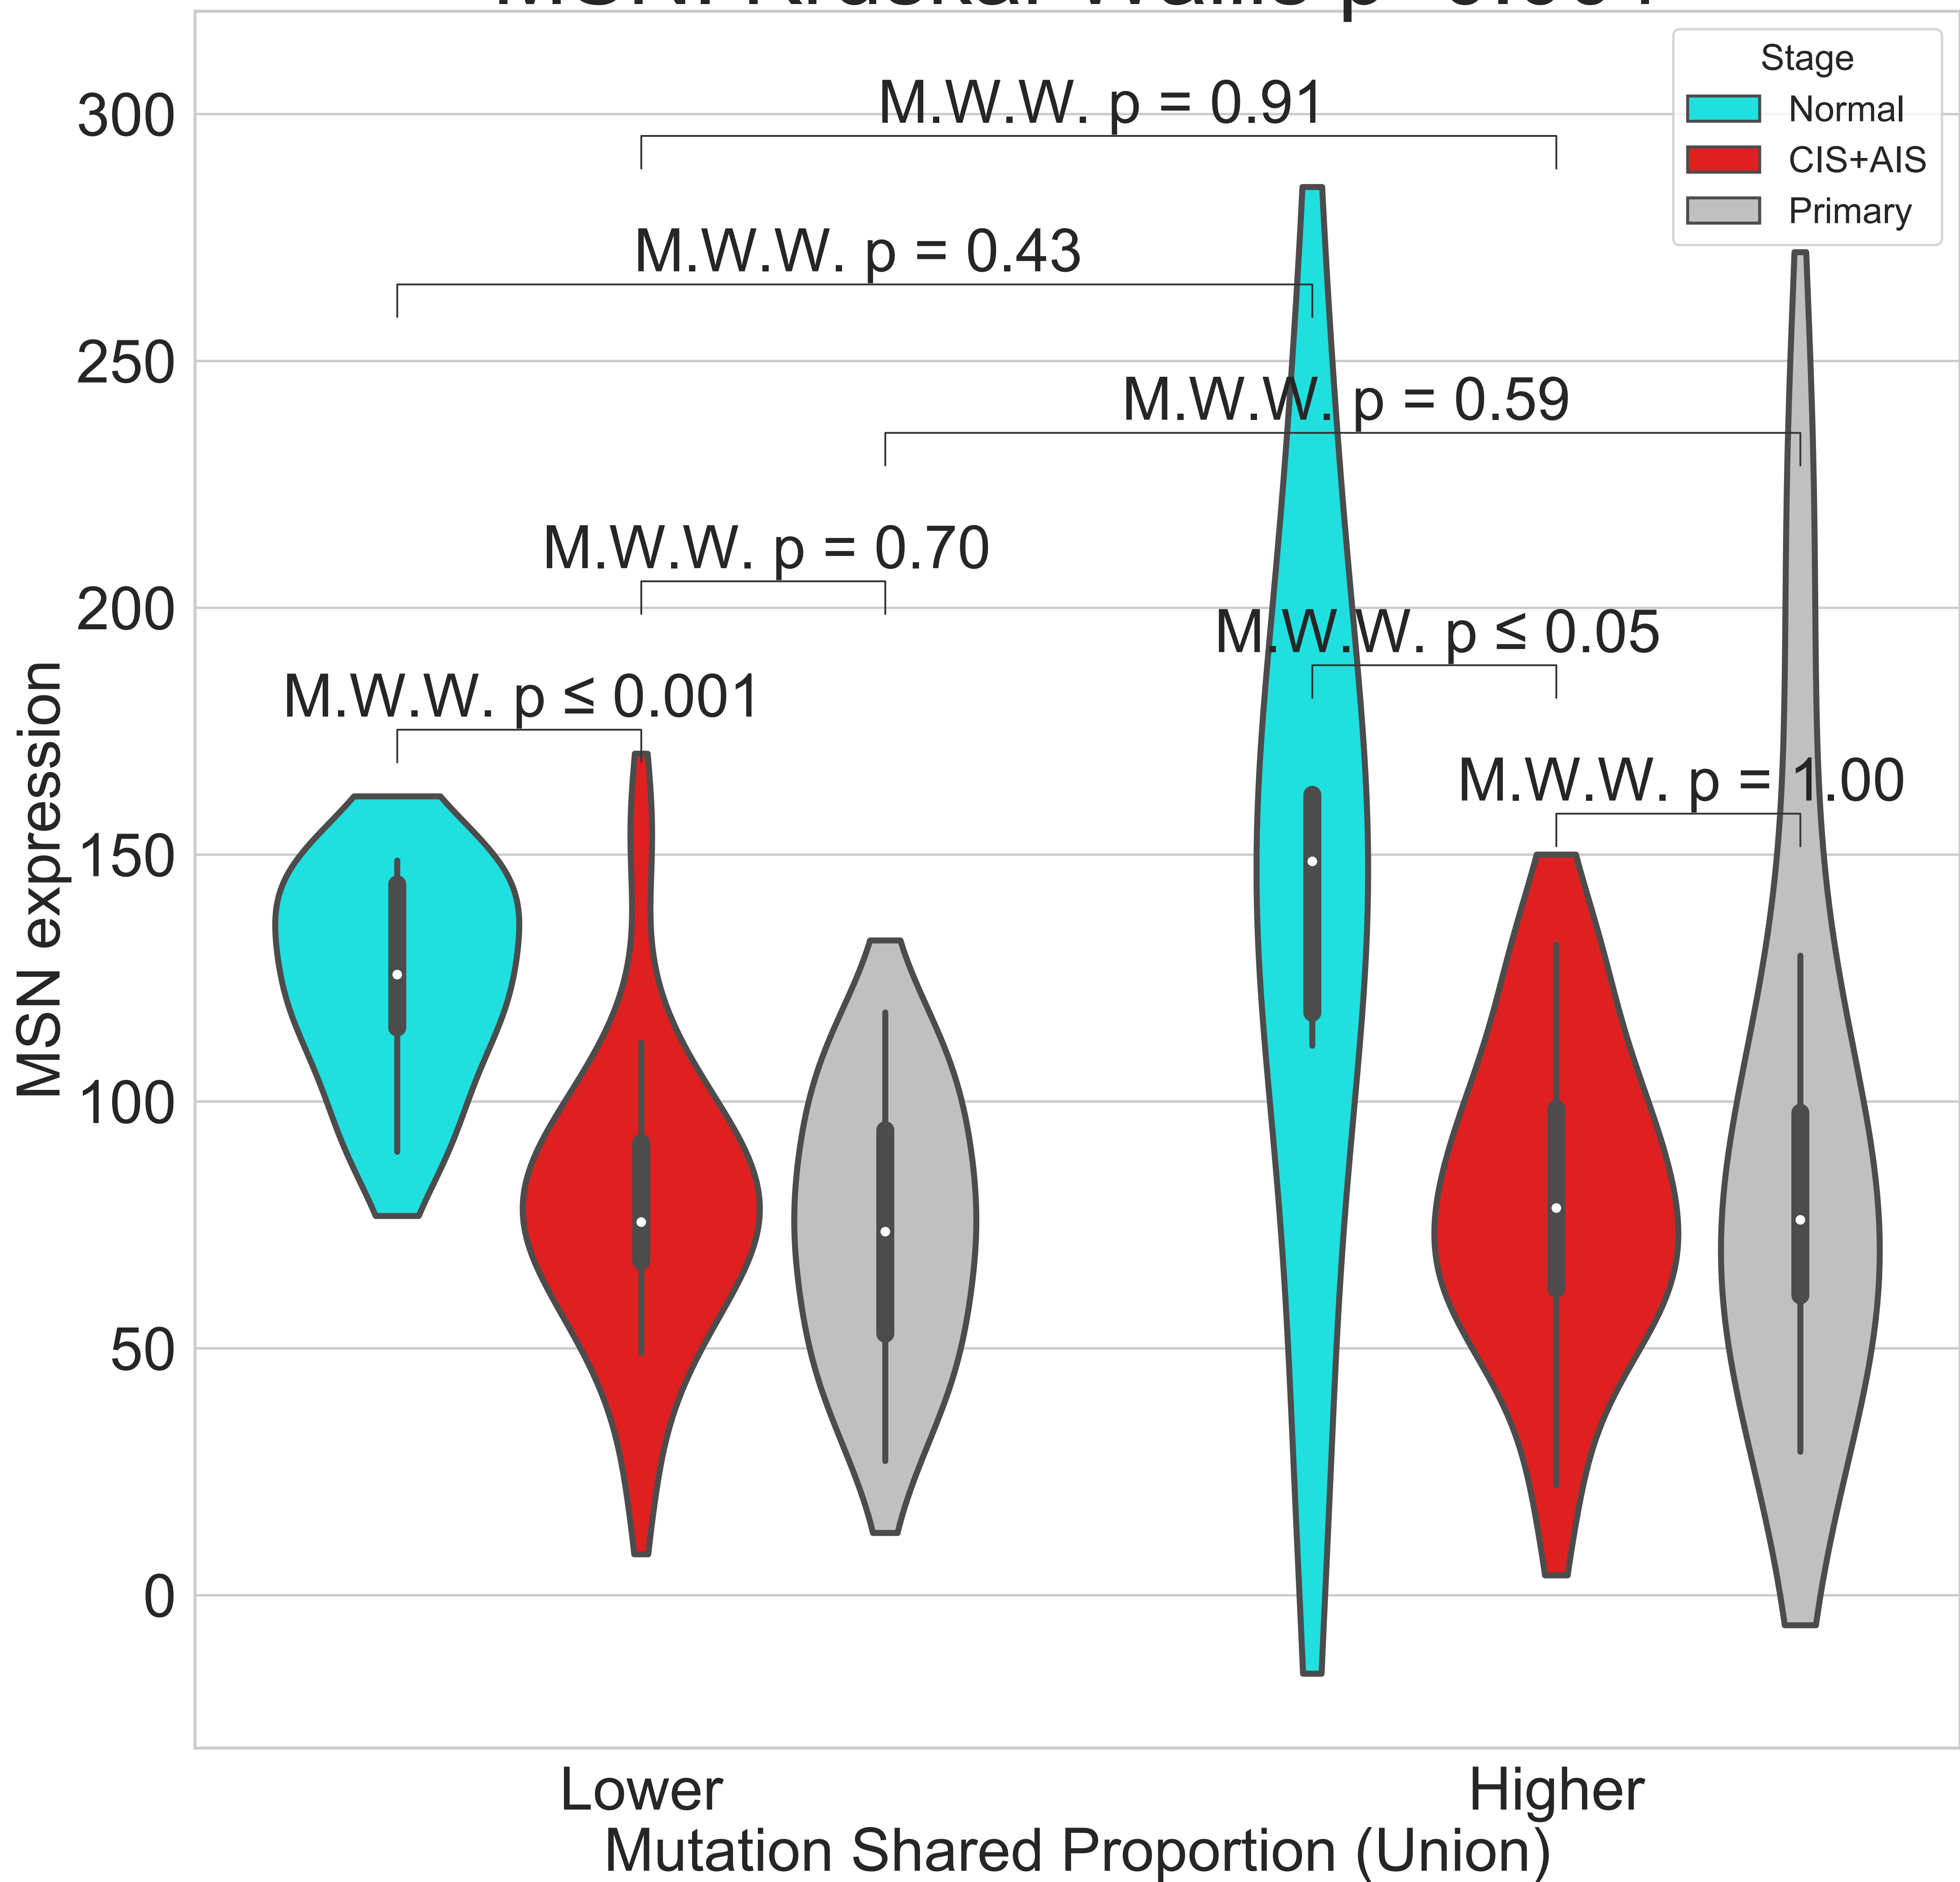 Stage
Normal
CIS+AIS
Primary
M.W.W. p = 0.91
M.W.W. p = 0.43
M.W.W. p = 0.59
M.W.W. p = 0.70
M.W.W. p ≤ 0.05
M.W.W. p ≤ 0.001
M.W.W. p = 1.00
300
250
200
150
100
50
0
MSN expression
Lower
Higher
Mutation Shared Proportion (Union)